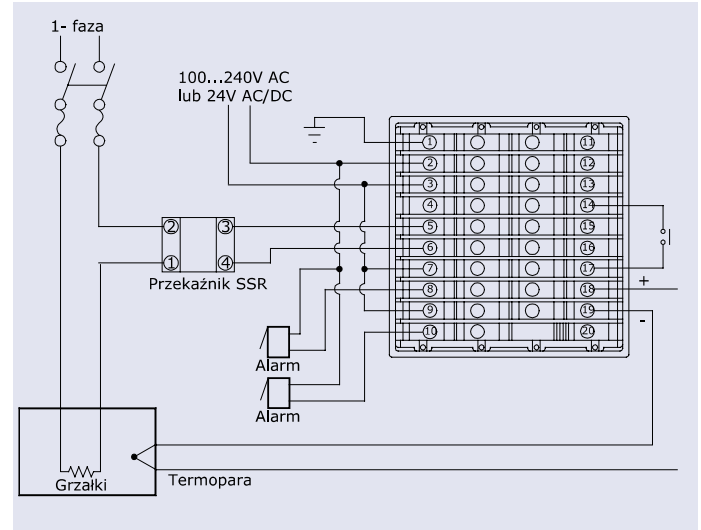 1- faza
100...240V AC
lub 24V AC/DC
1 11
2 12
3 13
4 14
2 3 5 15
1 4 6 16
7 17
Przekaźnik SSR
8 18 +
9 19 -
10 20
Alarm
Alarm
Grzałki
Termopara